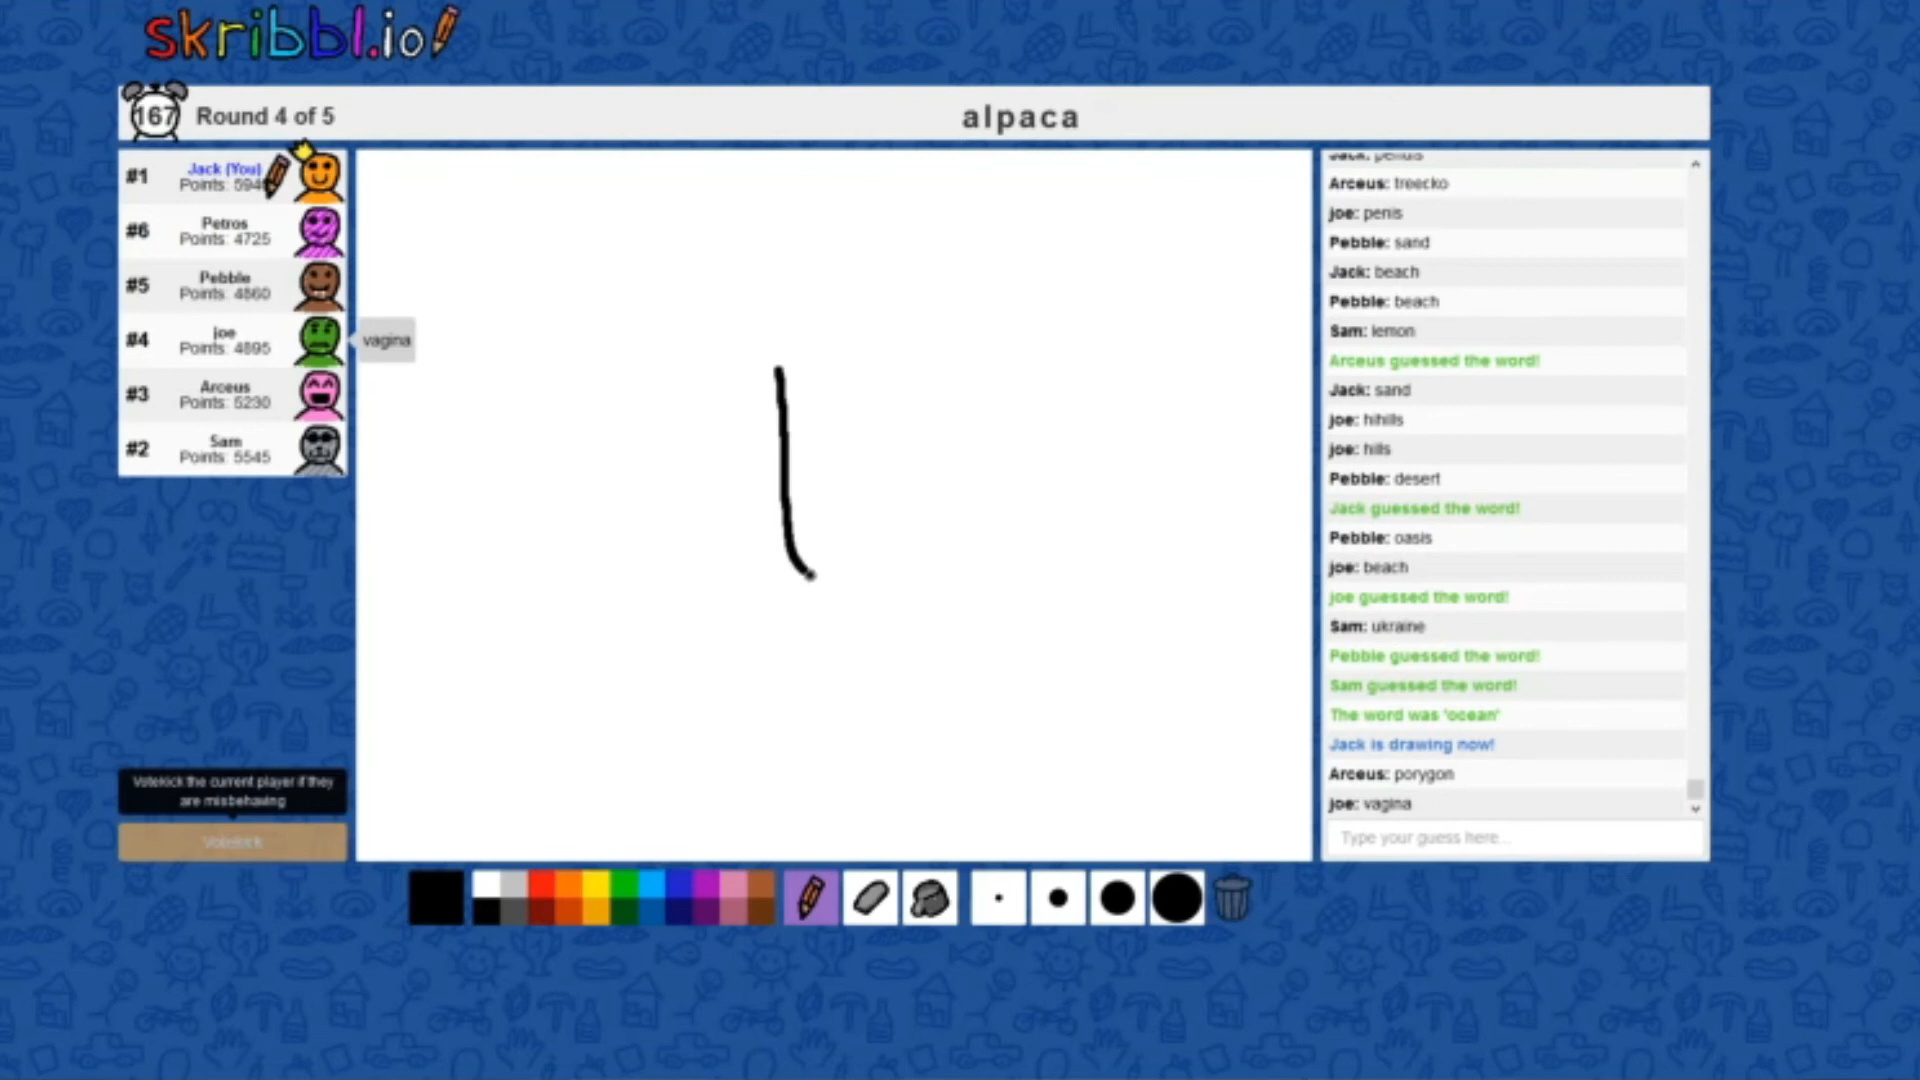 skribbl.io
167
Round 4 of 5
alpaca
#1
Jack (You)
#6
Petros
Points: 4725
#5
Pebble
Points: 4860
#4
joe
Points: 4895
vagina
#3
Arceus
Points: 5230
#2
Sam
Points: 5545
Votekick the current player if they
are misbehaving
Votekick
Arceus: treecko
joe: penis
Pebble: sand
Jack: beach
Pebble: beach
Sam: lemon
Arceus guessed the word!
Jack: sand
joe: hihills
joe: hills
Pebble: desert
Jack guessed the word!
Pebble: oasis
joe: beach
joe guessed the word!
Sam: ukraine
Pebble guessed the word!
Sam guessed the word!
The word was 'ocean'
Jack is drawing now!
Arceus: porygon
joe: vagina
Type your guess here...